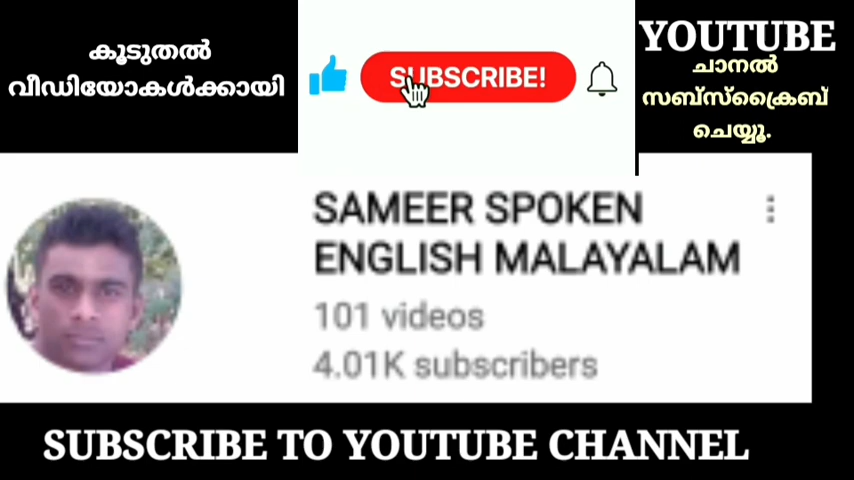 കൂടുതൽ
വീഡിയോകൾക്കായി
SUBSCRIBE!
YOUTUBE
ചാനൽ
സബ്സ്ക്രൈബ്
ചെയ്യൂ.
SAMEER SPOKEN
ENGLISH MALAYALAM
101 videos
4.01K subscribers
SUBSCRIBE TO YOUTUBE CHANNEL